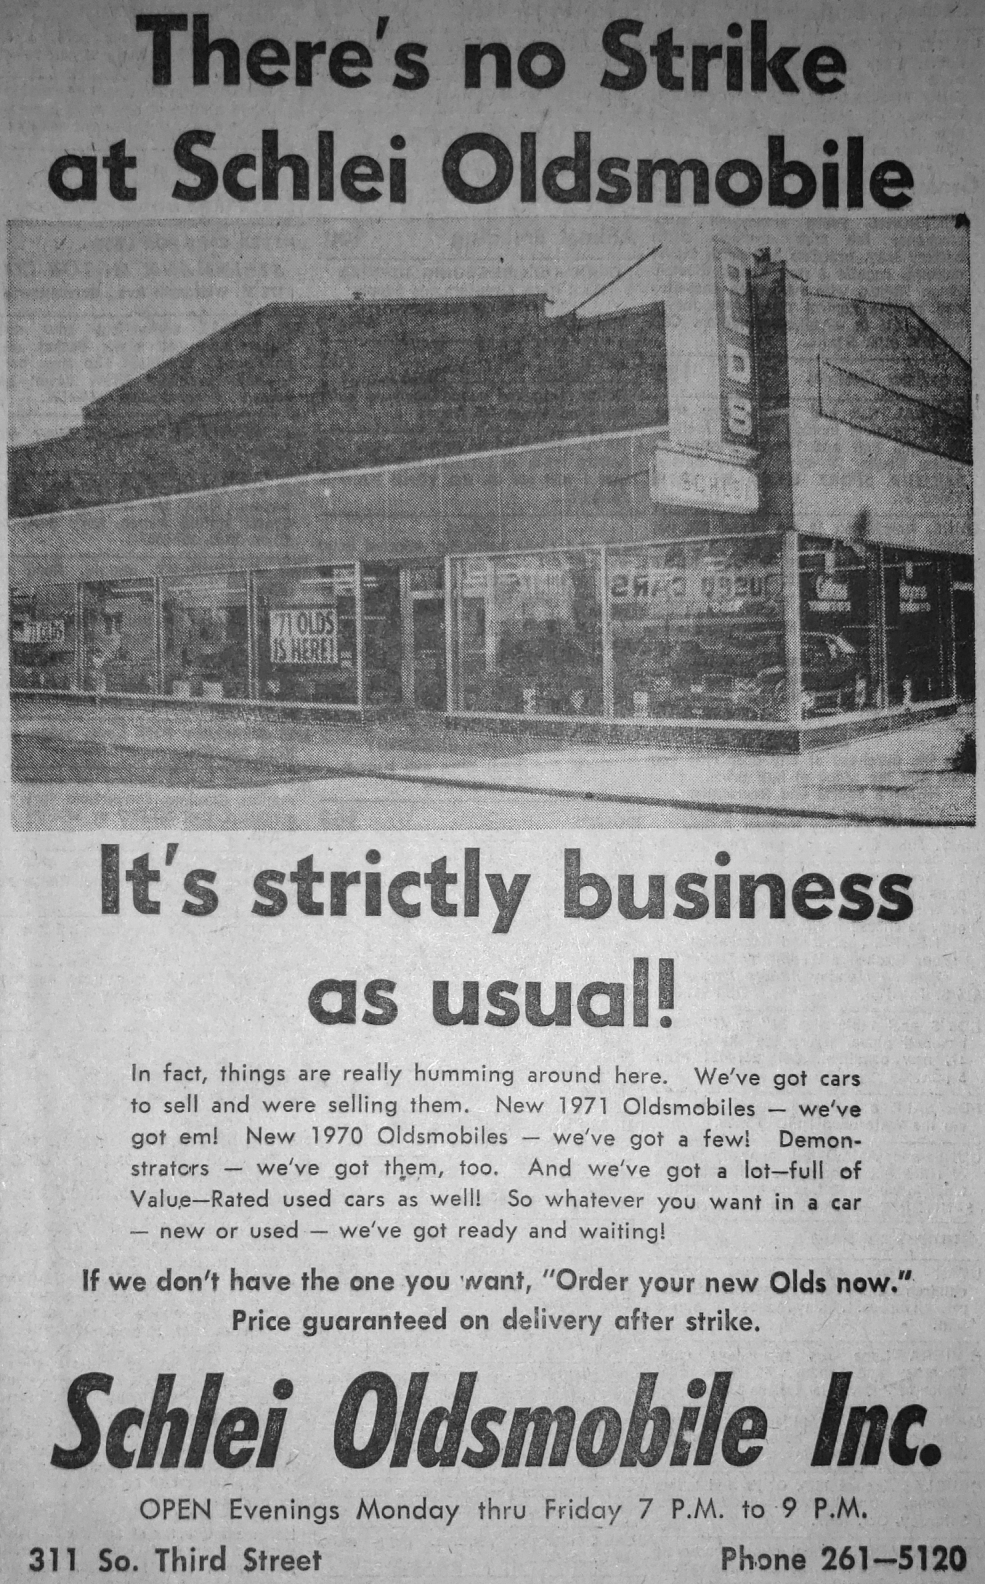 There's no Strike
at Schlei Oldsmobile
OLDS
SCHLEI
'71 OLDS
'71 OLDS
IS HERE!
USED CARS
It's strictly business
as usual!
In fact, things are really humming around here. We've got cars
to sell and were selling them. New 1971 Oldsmobiles — we've
got em! New 1970 Oldsmobiles — we've got a few! Demon-
strators — we've got them, too. And we've got a lot—full of
Value—Rated used cars as well! So whatever you want in a car
— new or used — we've got ready and waiting!
If we don't have the one you want, "Order your new Olds now."
Price guaranteed on delivery after strike.
Schlei Oldsmobile Inc.
OPEN Evenings Monday thru Friday 7 P.M. to 9 P.M.
311 So. Third Street
Phone 261—5120